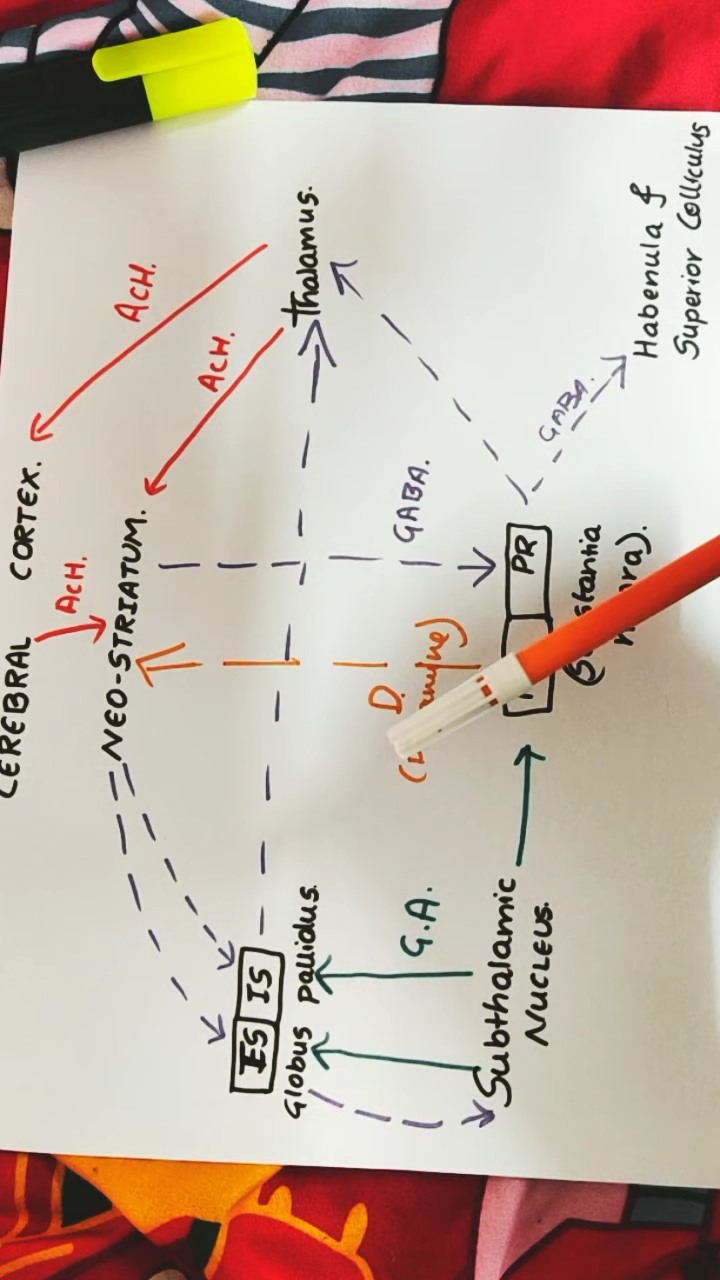 CEREBRAL CORTEX.
ACH.
ACH.
NEO-STRIATUM.
ACH.
ES IS
Globus Pallidus.
Thalamus.
GABA.
D
G.A.
Subthalamic
Nucleus.
PR
GABA.
Habenula &
Superior Colliculus